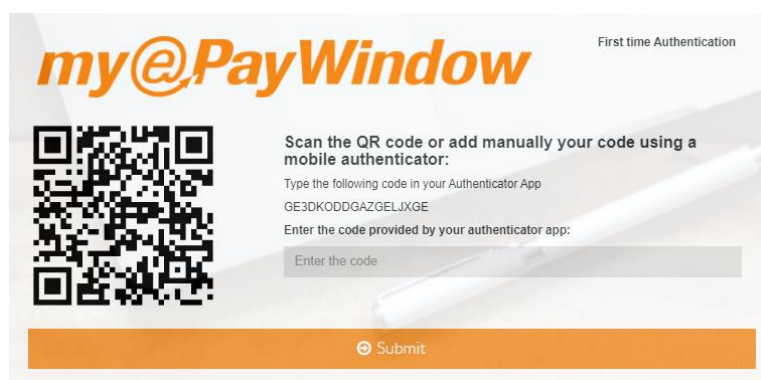 my@PayWindow
First time Authentication
Scan the QR code or add manually your code using a
mobile authenticator:
Type the following code in your Authenticator App
GE3DKODDGAZGELJXGE
Enter the code provided by your authenticator app:
Enter the code
Submit